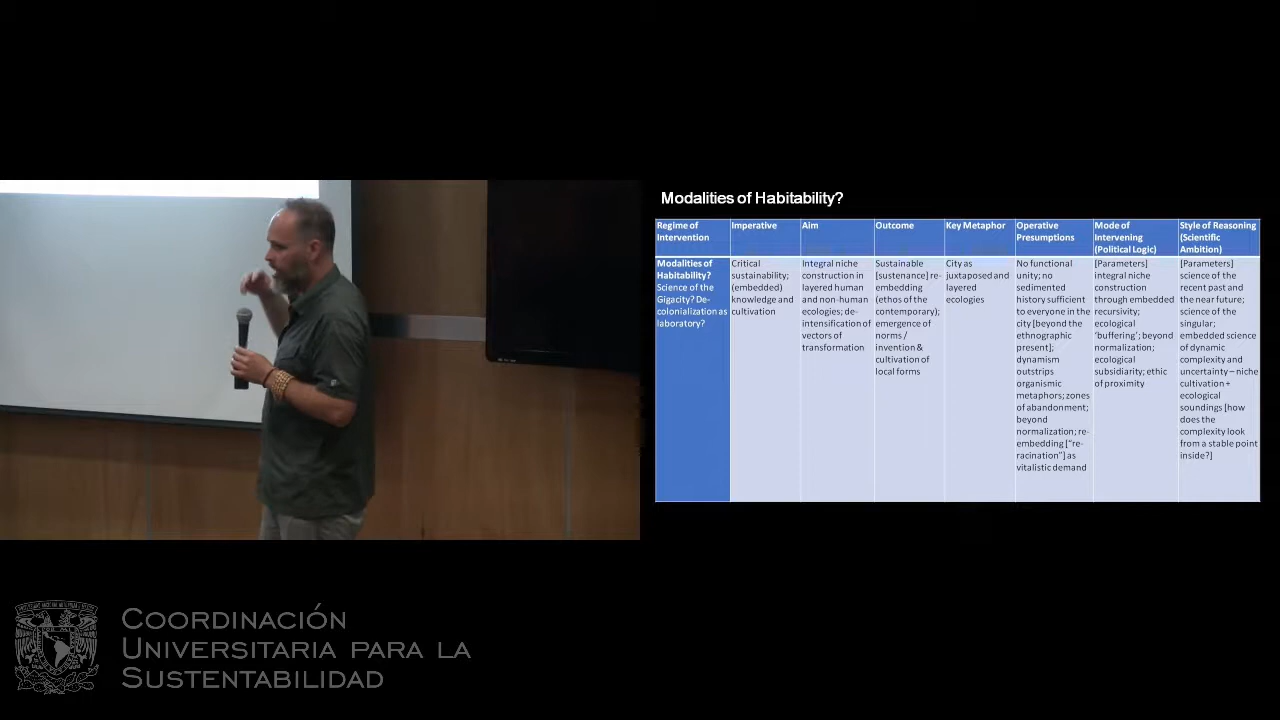 Modalities of Habitability?
Regime of
Intervention
Imperative
Aim
Outcome
Key Metaphor
Operative
Presumptions
Mode of
Intervening
(Political Logic)
Style of Reasoning
(Scientific
Ambition)
Modalities of
Habitability?
Science of the
Gigacity? De-
colonialization as
laboratory?
Critical
sustainability;
(embedded)
knowledge and
cultivation
Integral niche
construction in
layered human
and non-human
ecologies; de-
intensification of
vectors of
transformation
Sustainable
[sustenance] re-
embedding
(ethos of the
contemporary);
emergence of
norms /
invention &
cultivation of
local forms
City as
juxtaposed and
layered
ecologies
No functional
unity; no
sedimented
history sufficient
to everyone in the
city [beyond the
ethnographic
present];
dynamism
outstrips
organismic
metaphors; zones
of abandonment;
beyond
normalization; re-
embedding ["re-
racination"] as
vitalistic demand
[Parameters]
integral niche
construction
through embedded
recursivity;
ecological
'buffering'; beyond
normalization;
ecological
subsidiarity; ethic
of proximity
[Parameters]
science of the
recent past and
the near future;
science of the
singular;
embedded science
of dynamic
complexity and
uncertainty – niche
cultivation +
ecological
soundings [how
does the
complexity look
from a stable point
inside?]
COORDINACIÓN
UNIVERSITARIA PARA LA
SUSTENTABILIDAD